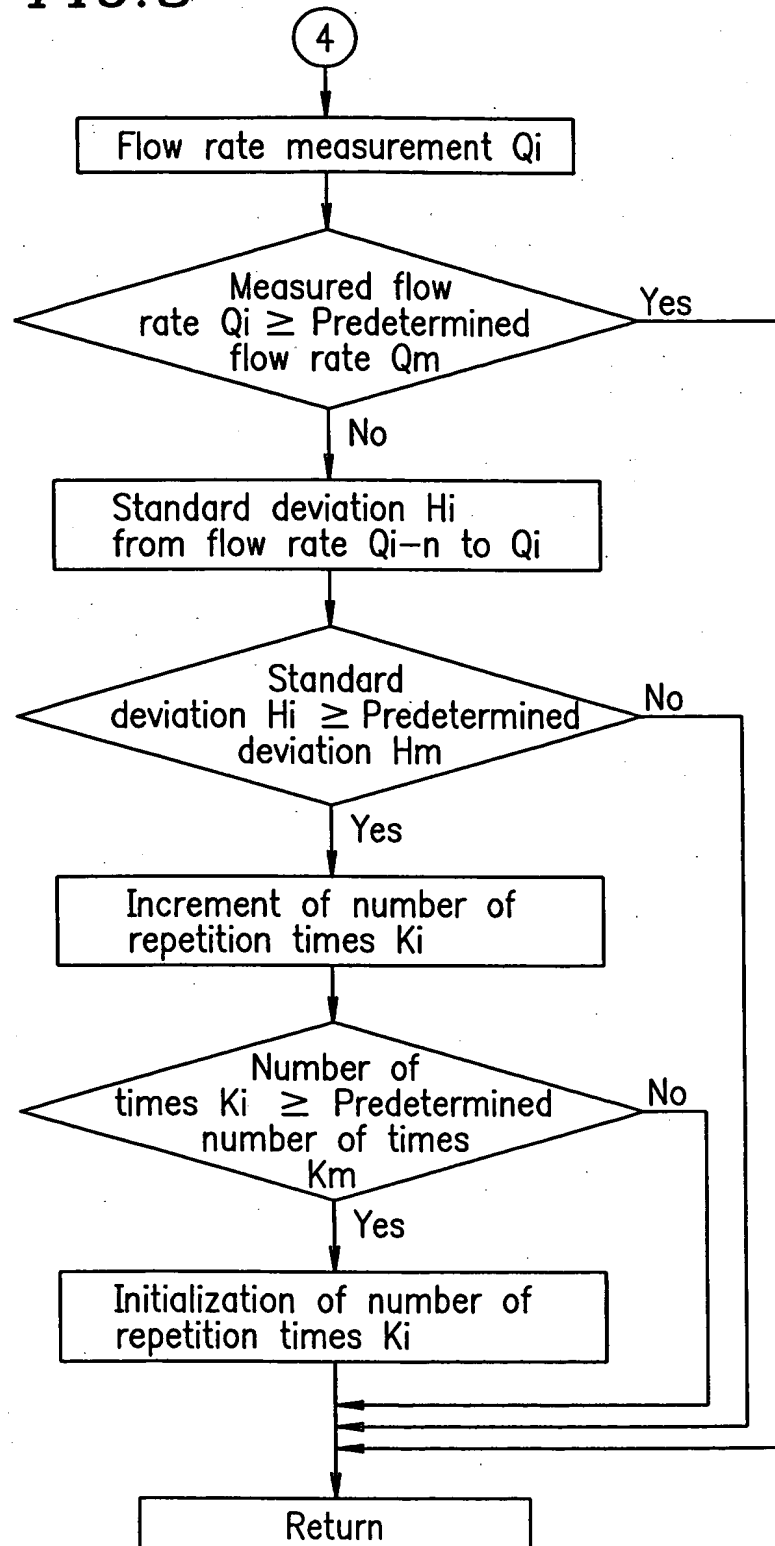 4
Flow rate measurement Qi
Measured flow
rate Qi ≥ Predetermined
flow rate Qm
Yes
No
Standard deviation Hi
from flow rate Qi-n to Qi
Standard
deviation Hi ≥ Predetermined
deviation Hm
No
Yes
Increment of number of
repetition times Ki
Number of
times Ki ≥ Predetermined
number of times
Km
No
Yes
Initialization of number of
repetition times Ki
Return